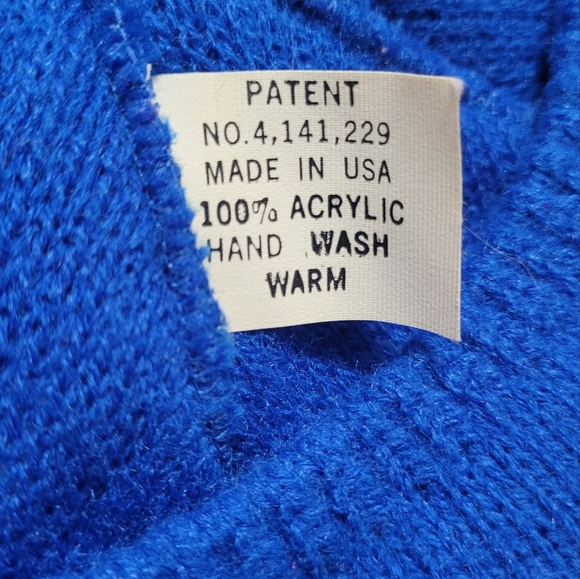 PATENT
NO.4,141,229
MADE IN USA
100% ACRYLIC
HAND WASH
WARM